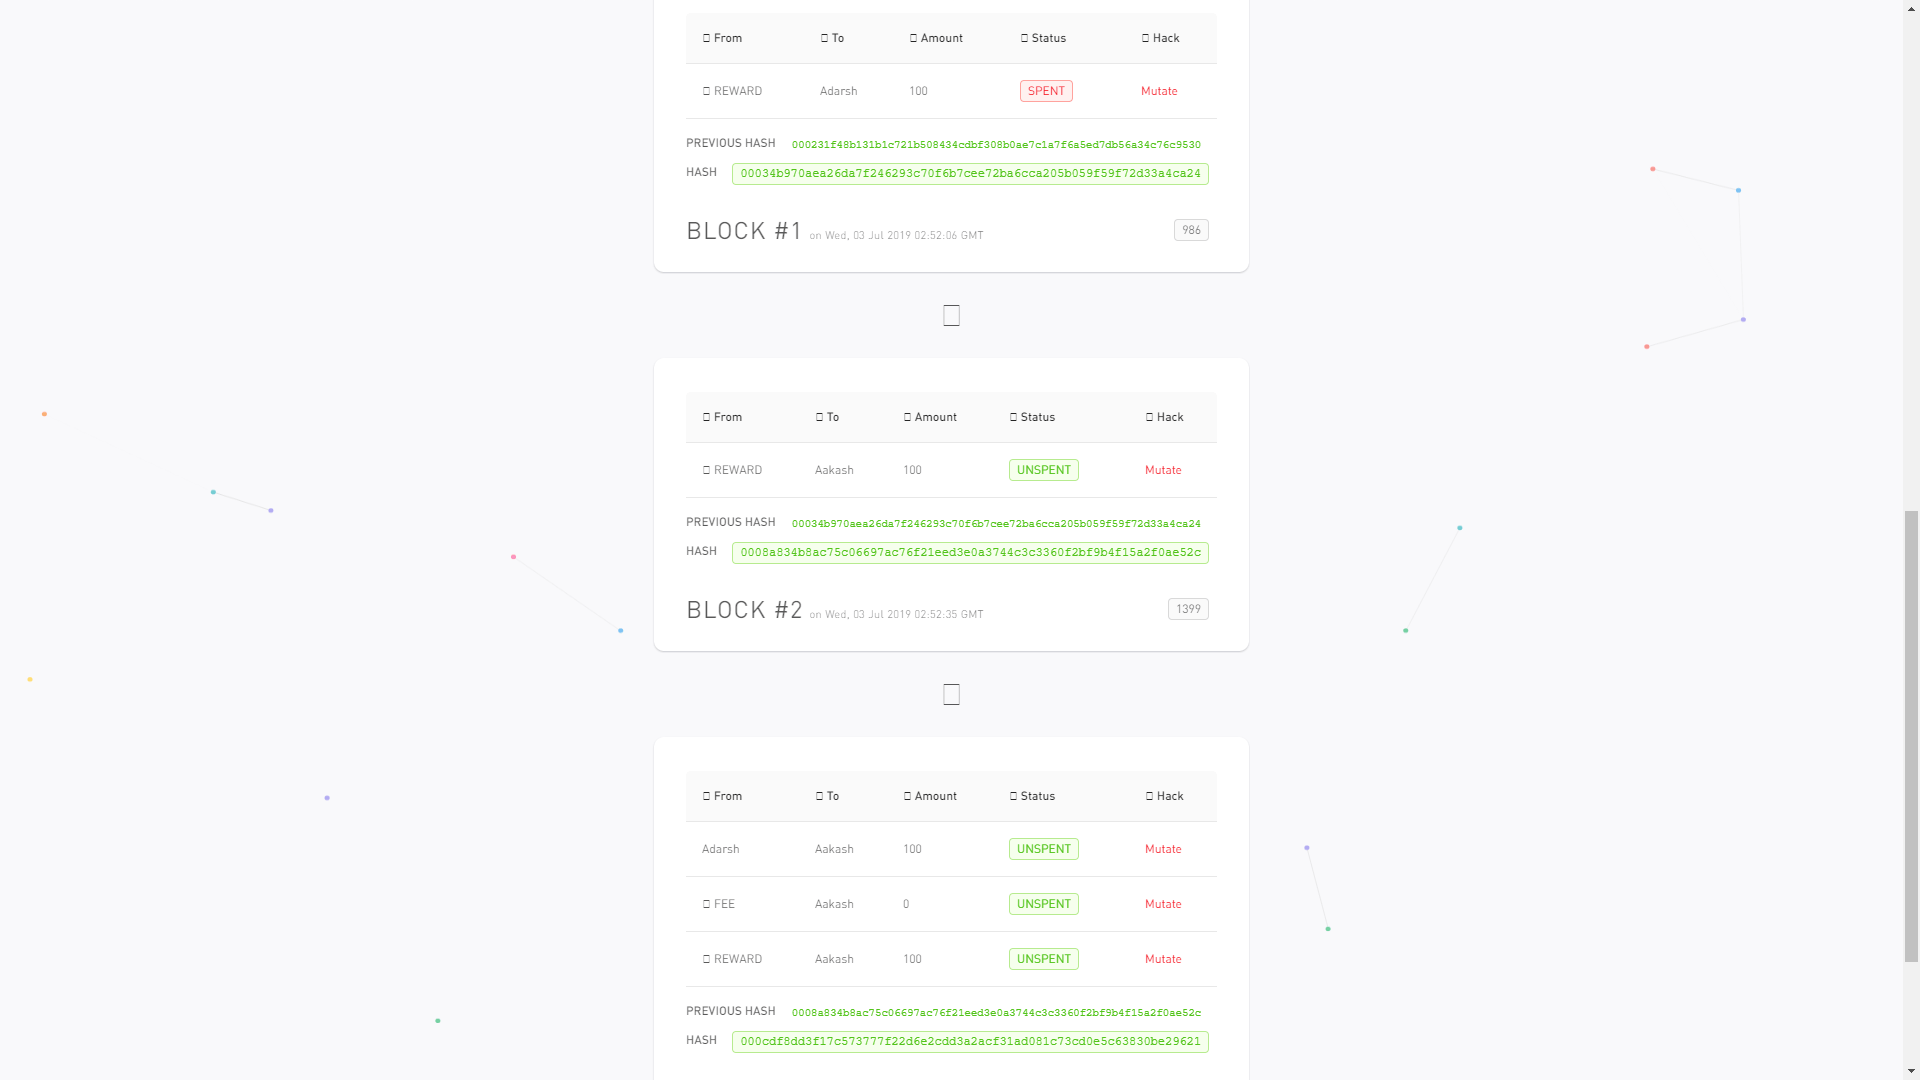 From To Amount Status Hack
REWARD Adarsh 100 SPENT Mutate
PREVIOUS HASH 000231f48b131b1c721b508434cdbf308b0ae7c1a7f6a5ed7db56a34c76c9530
HASH 00034b970aea26da7f246293c70f6b7cee72ba6cca205b059f59f72d33a4ca24
BLOCK #1 on Wed, 03 Jul 2019 02:52:06 GMT 986
From To Amount Status Hack
REWARD Aakash 100 UNSPENT Mutate
PREVIOUS HASH 00034b970aea26da7f246293c70f6b7cee72ba6cca205b059f59f72d33a4ca24
HASH 0008a834b8ac75c06697ac76f21eed3e0a3744c3c3360f2bf9b4f15a2f0ae52c
BLOCK #2 on Wed, 03 Jul 2019 02:52:35 GMT 1399
From To Amount Status Hack
Adarsh Aakash 100 UNSPENT Mutate
FEE Aakash 0 UNSPENT Mutate
REWARD Aakash 100 UNSPENT Mutate
PREVIOUS HASH 0008a834b8ac75c06697ac76f21eed3e0a3744c3c3360f2bf9b4f15a2f0ae52c
HASH 000cdf8dd3f17c573777f22d6e2cdd3a2acf31ad081c73cd0e5c63830be29621